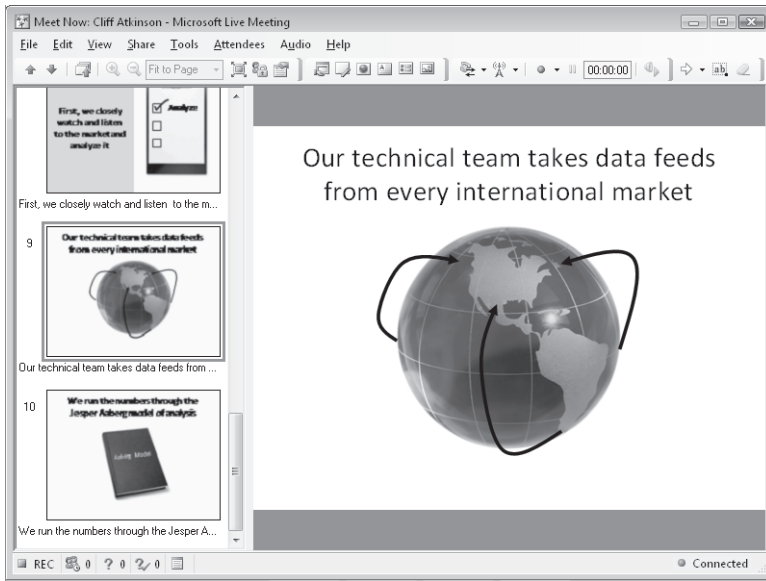 Meet Now: Cliff Atkinson - Microsoft Live Meeting
File Edit View Share Tools Attendees Audio Help
Fit to Page
00:00:00
ab
First, we closely
watch and listen
to the market and
analyze it
Analyze
First, we closely watch and listen to the m...
9
Our technical team takes data feeds
from every international market
Our technical team takes data feeds from ...
10
We run the numbers through the
Jesper Aaberg model of analysis
Model
We run the numbers through the Jesper A...
Our technical team takes data feeds
from every international market
REC 0 ? 0 0
Connected